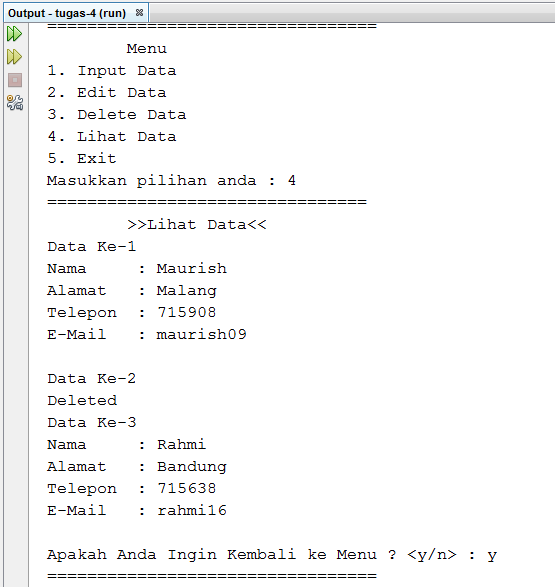 Output - tugas-4 (run)
=================================
        Menu
1. Input Data
2. Edit Data
3. Delete Data
4. Lihat Data
5. Exit
Masukkan pilihan anda : 4
================================
        >>Lihat Data<<
Data Ke-1
Nama     : Maurish
Alamat   : Malang
Telepon  : 715908
E-Mail   : maurish09
Data Ke-2
Deleted
Data Ke-3
Nama     : Rahmi
Alamat   : Bandung
Telepon  : 715638
E-Mail   : rahmi16
Apakah Anda Ingin Kembali ke Menu ? <y/n> : y
=================================